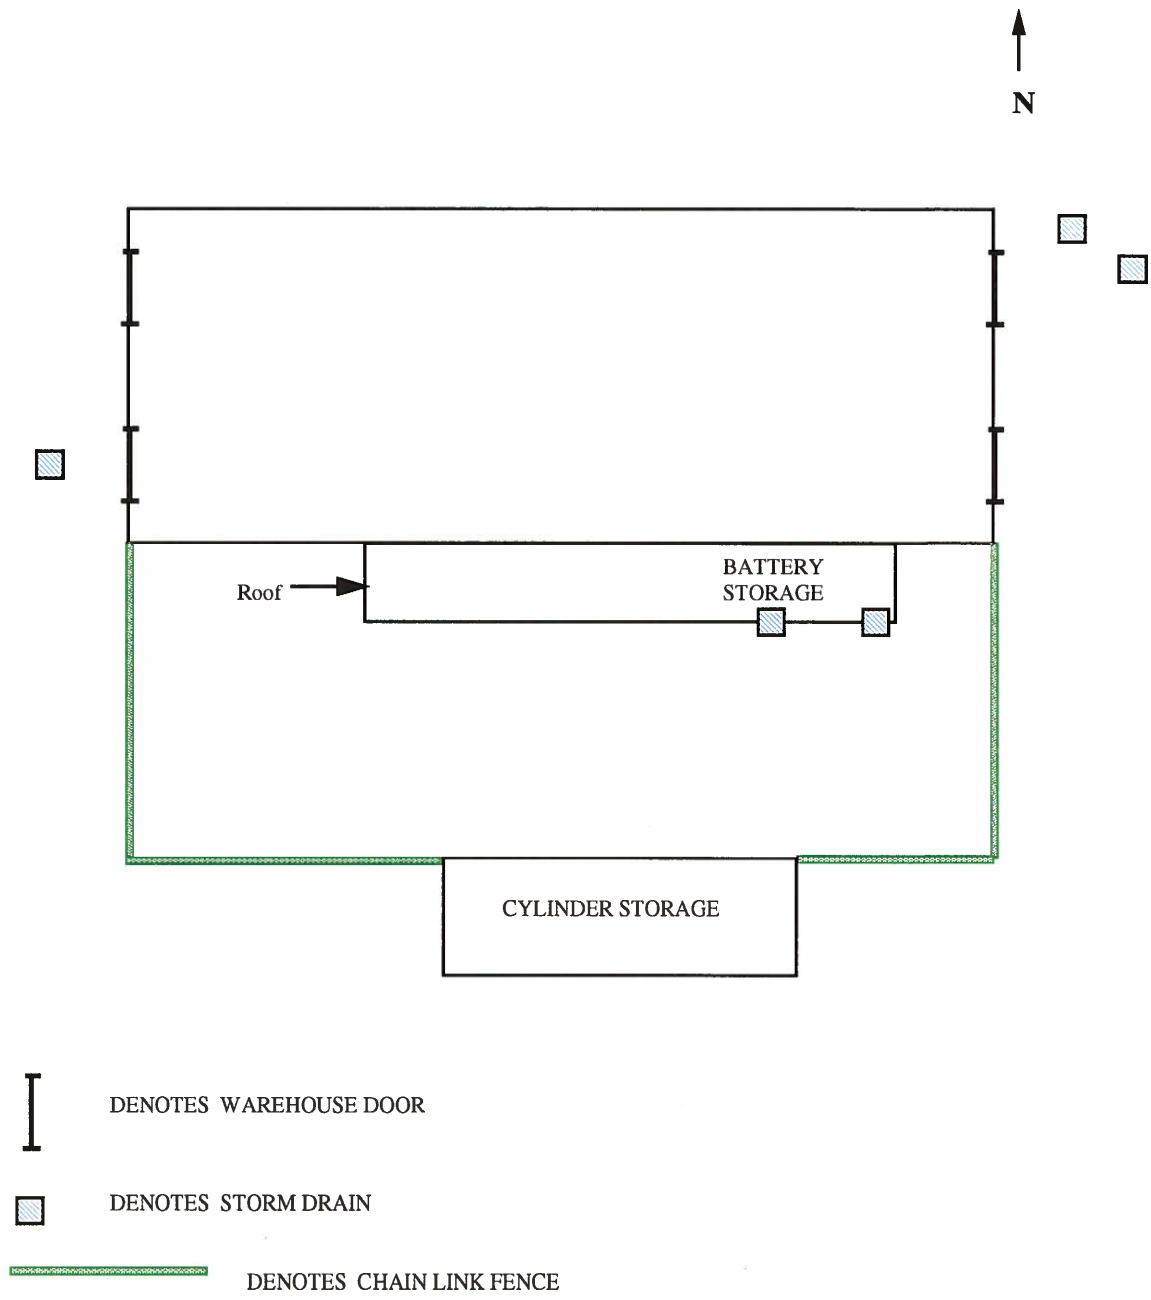 N
BATTERY
STORAGE
Roof
CYLINDER STORAGE
DENOTES WAREHOUSE DOOR
DENOTES STORM DRAIN
DENOTES CHAIN LINK FENCE